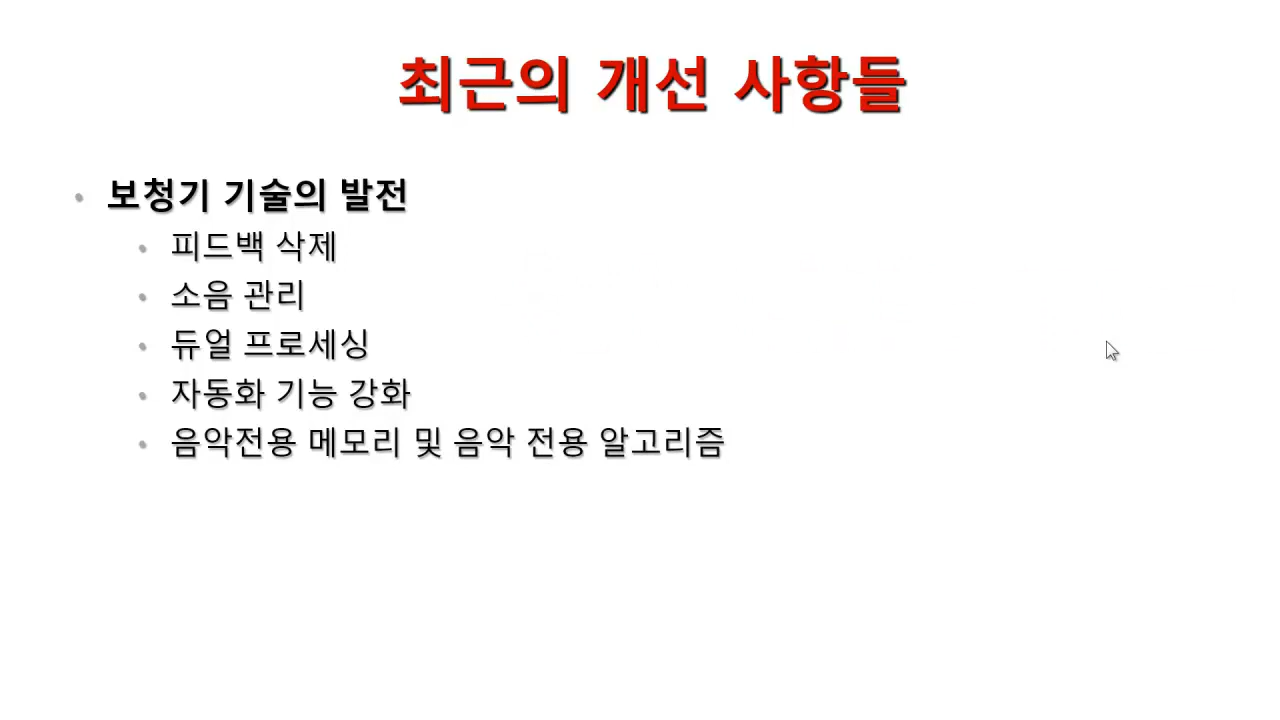 최근의 개선 사항들
• 보청기 기술의 발전
• 피드백 삭제
• 소음 관리
• 듀얼 프로세싱
• 자동화 기능 강화
• 음악전용 메모리 및 음악 전용 알고리즘